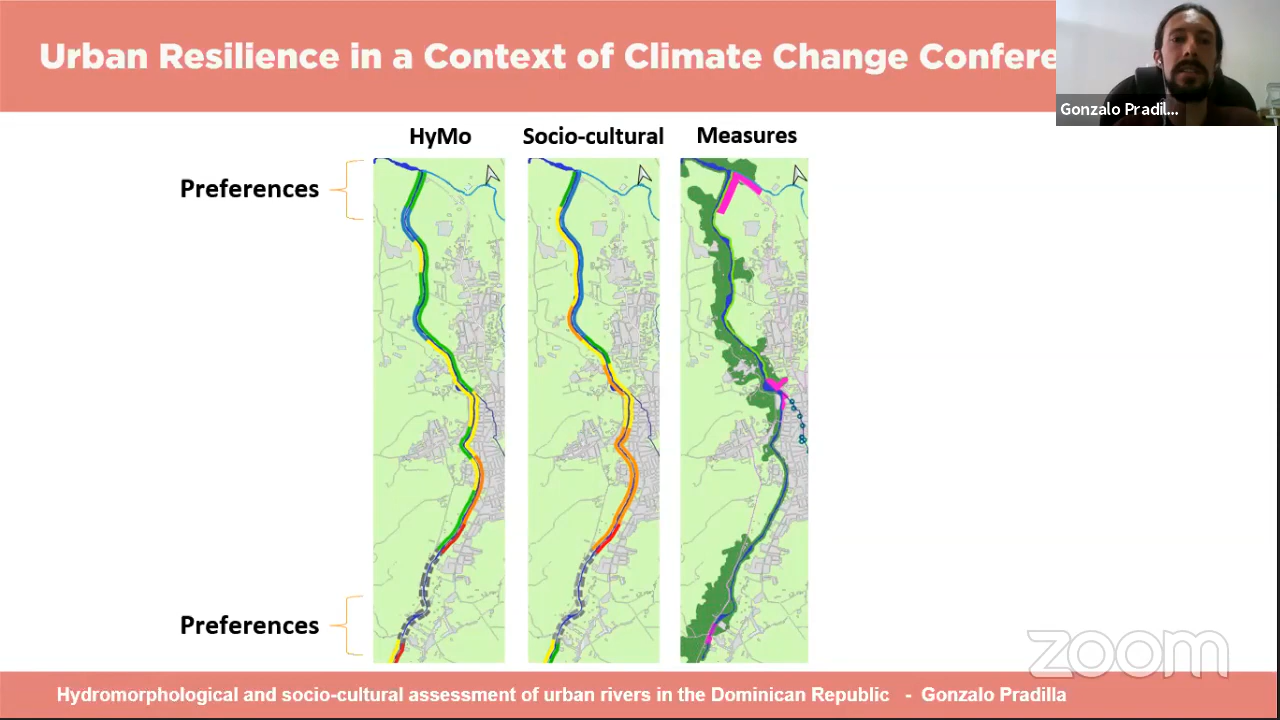 Urban Resilience in a Context of Climate Change Confere
Gonzalo Pradil...
HyMo
Socio-cultural
Measures
Preferences
Preferences
zoom
Hydromorphological and socio-cultural assessment of urban rivers in the Dominican Republic - Gonzalo Pradilla